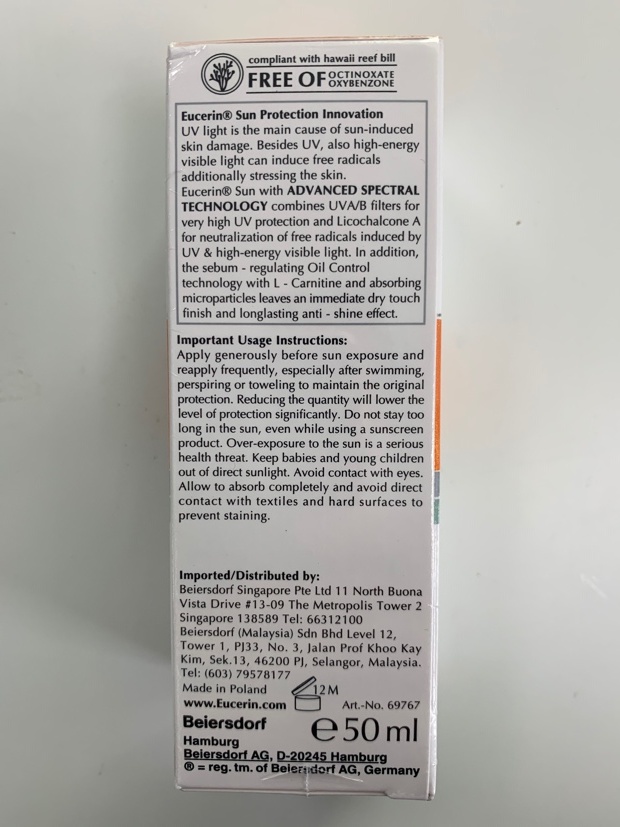 compliant with hawaii reef bill
FREE OF OCTINOXATE
OXYBENZONE
Eucerin® Sun Protection Innovation
UV light is the main cause of sun-induced
skin damage. Besides UV, also high-energy
visible light can induce free radicals
additionally stressing the skin.
Eucerin® Sun with ADVANCED SPECTRAL
TECHNOLOGY combines UVA/B filters for
very high UV protection and Licochalcone A
for neutralization of free radicals induced by
UV & high-energy visible light. In addition,
the sebum - regulating Oil Control
technology with L - Carnitine and absorbing
microparticles leaves an immediate dry touch
finish and longlasting anti - shine effect.
Important Usage Instructions:
Apply generously before sun exposure and
reapply frequently, especially after swimming,
perspiring or toweling to maintain the original
protection. Reducing the quantity will lower the
level of protection significantly. Do not stay too
long in the sun, even while using a sunscreen
product. Over-exposure to the sun is a serious
health threat. Keep babies and young children
out of direct sunlight. Avoid contact with eyes.
Allow to absorb completely and avoid direct
contact with textiles and hard surfaces to
prevent staining.
Imported/Distributed by:
Beiersdorf Singapore Pte Ltd 11 North Buona
Vista Drive #13-09 The Metropolis Tower 2
Singapore 138589 Tel: 66312100
Beiersdorf (Malaysia) Sdn Bhd Level 12,
Tower 1, PJ33, No. 3, Jalan Prof Khoo Kay
Kim, Sek.13, 46200 PJ, Selangor, Malaysia.
Tel: (603) 79578177
Made in Poland 12M
www.Eucerin.com Art.-No. 69767
Beiersdorf ℮ 50 ml
Hamburg
Beiersdorf AG, D-20245 Hamburg
® = reg. tm. of Beiersdorf AG, Germany